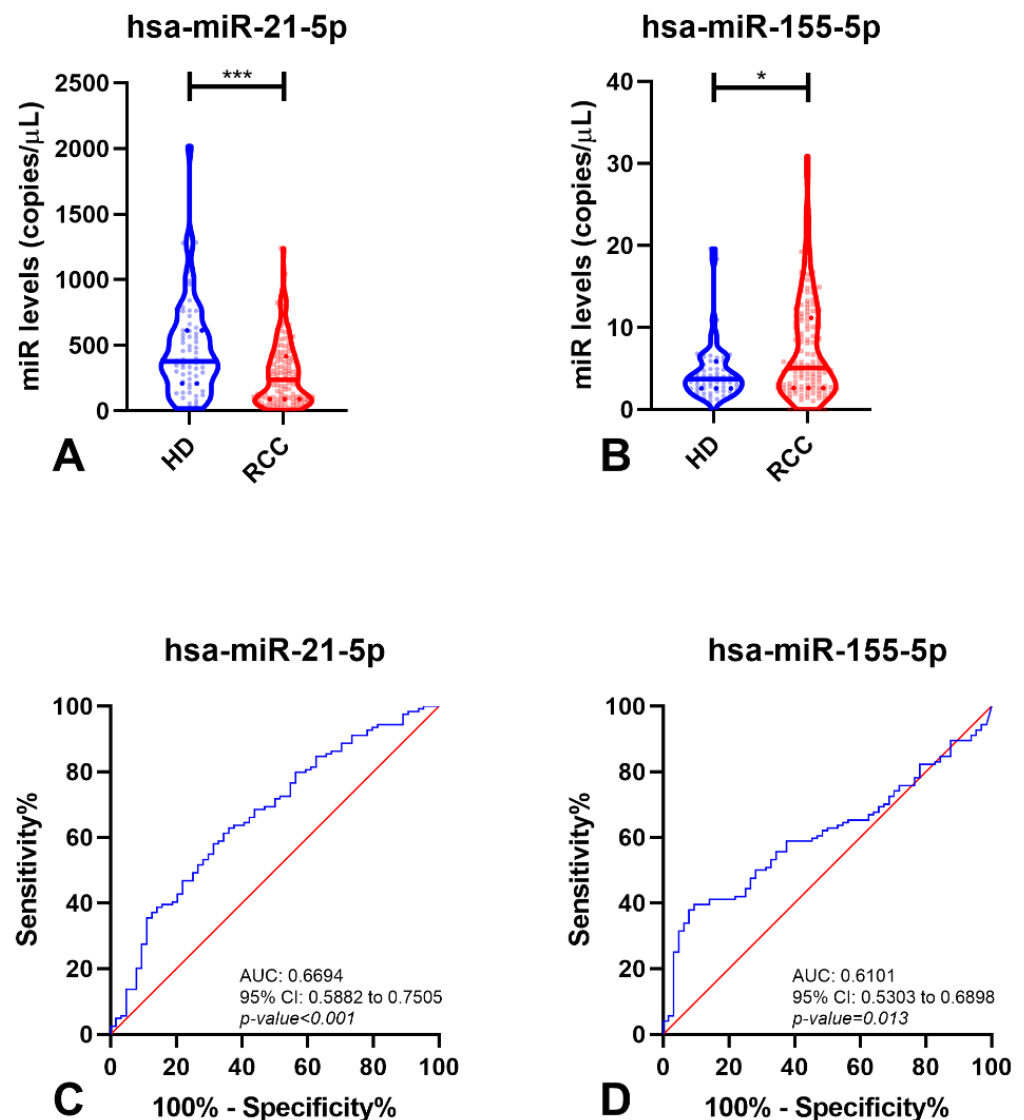 hsa-miR-21-5p
***
miR levels (copies/μL)
2500
2000
1500
1000
500
0
HD
RCC
A
hsa-miR-155-5p
*
miR levels (copies/μL)
40
30
20
10
0
HD
RCC
B
hsa-miR-21-5p
Sensitivity%
100
80
60
40
20
0
AUC: 0.6694
95% CI: 0.5882 to 0.7505
p-value<0.001
0 20 40 60 80 100
100% - Specificity%
C
hsa-miR-155-5p
Sensitivity%
100
80
60
40
20
0
AUC: 0.6101
95% CI: 0.5303 to 0.6898
p-value=0.013
0 20 40 60 80 100
100% - Specificity%
D